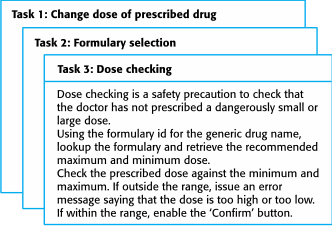 Task 1: Change dose of prescribed drug
Task 2: Formulary selection
Task 3: Dose checking
Dose checking is a safety precaution to check that
the doctor has not prescribed a dangerously small or
large dose.
Using the formulary id for the generic drug name,
lookup the formulary and retrieve the recommended
maximum and minimum dose.
Check the prescribed dose against the minimum and
maximum. If outside the range, issue an error
message saying that the dose is too high or too low.
If within the range, enable the ‘Confirm’ button.